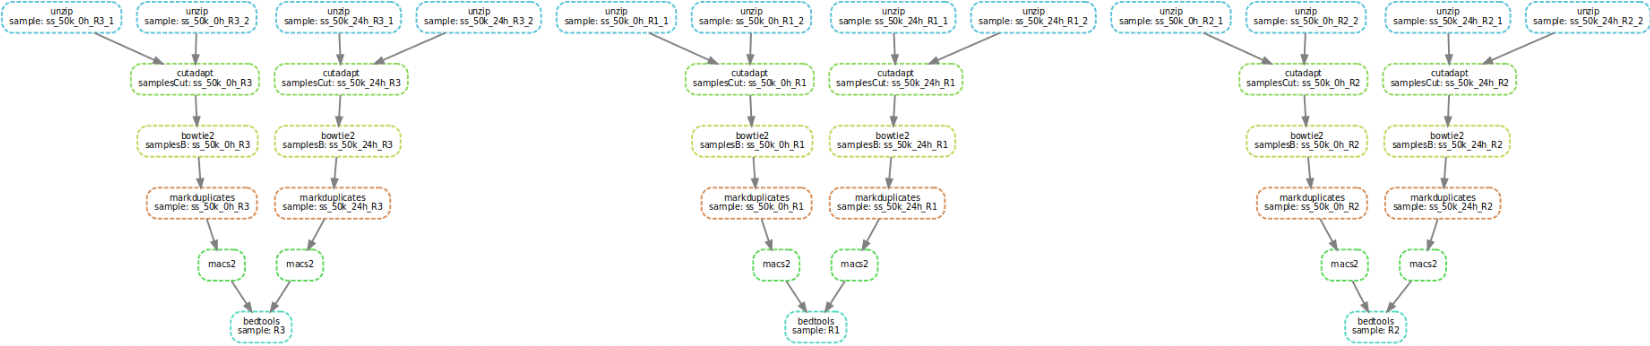 unzip
sample: ss_50k_0h_R3_1
unzip
sample: ss_50k_0h_R3_2
unzip
sample: ss_50k_24h_R3_1
unzip
sample: ss_50k_24h_R3_2
unzip
sample: ss_50k_0h_R1_1
unzip
sample: ss_50k_0h_R1_2
unzip
sample: ss_50k_24h_R1_1
unzip
sample: ss_50k_24h_R1_2
unzip
sample: ss_50k_0h_R2_1
unzip
sample: ss_50k_0h_R2_2
unzip
sample: ss_50k_24h_R2_1
unzip
sample: ss_50k_24h_R2_2
cutadapt
samplesCut: ss_50k_0h_R3
cutadapt
samplesCut: ss_50k_24h_R3
cutadapt
samplesCut: ss_50k_0h_R1
cutadapt
samplesCut: ss_50k_24h_R1
cutadapt
samplesCut: ss_50k_0h_R2
cutadapt
samplesCut: ss_50k_24h_R2
bowtie2
samplesB: ss_50k_0h_R3
bowtie2
samplesB: ss_50k_24h_R3
bowtie2
samplesB: ss_50k_0h_R1
bowtie2
samplesB: ss_50k_24h_R1
bowtie2
samplesB: ss_50k_0h_R2
bowtie2
samplesB: ss_50k_24h_R2
markduplicates
sample: ss_50k_0h_R3
markduplicates
sample: ss_50k_24h_R3
markduplicates
sample: ss_50k_0h_R1
markduplicates
sample: ss_50k_24h_R1
markduplicates
sample: ss_50k_0h_R2
markduplicates
sample: ss_50k_24h_R2
macs2
macs2
macs2
macs2
macs2
macs2
bedtools
sample: R3
bedtools
sample: R1
bedtools
sample: R2